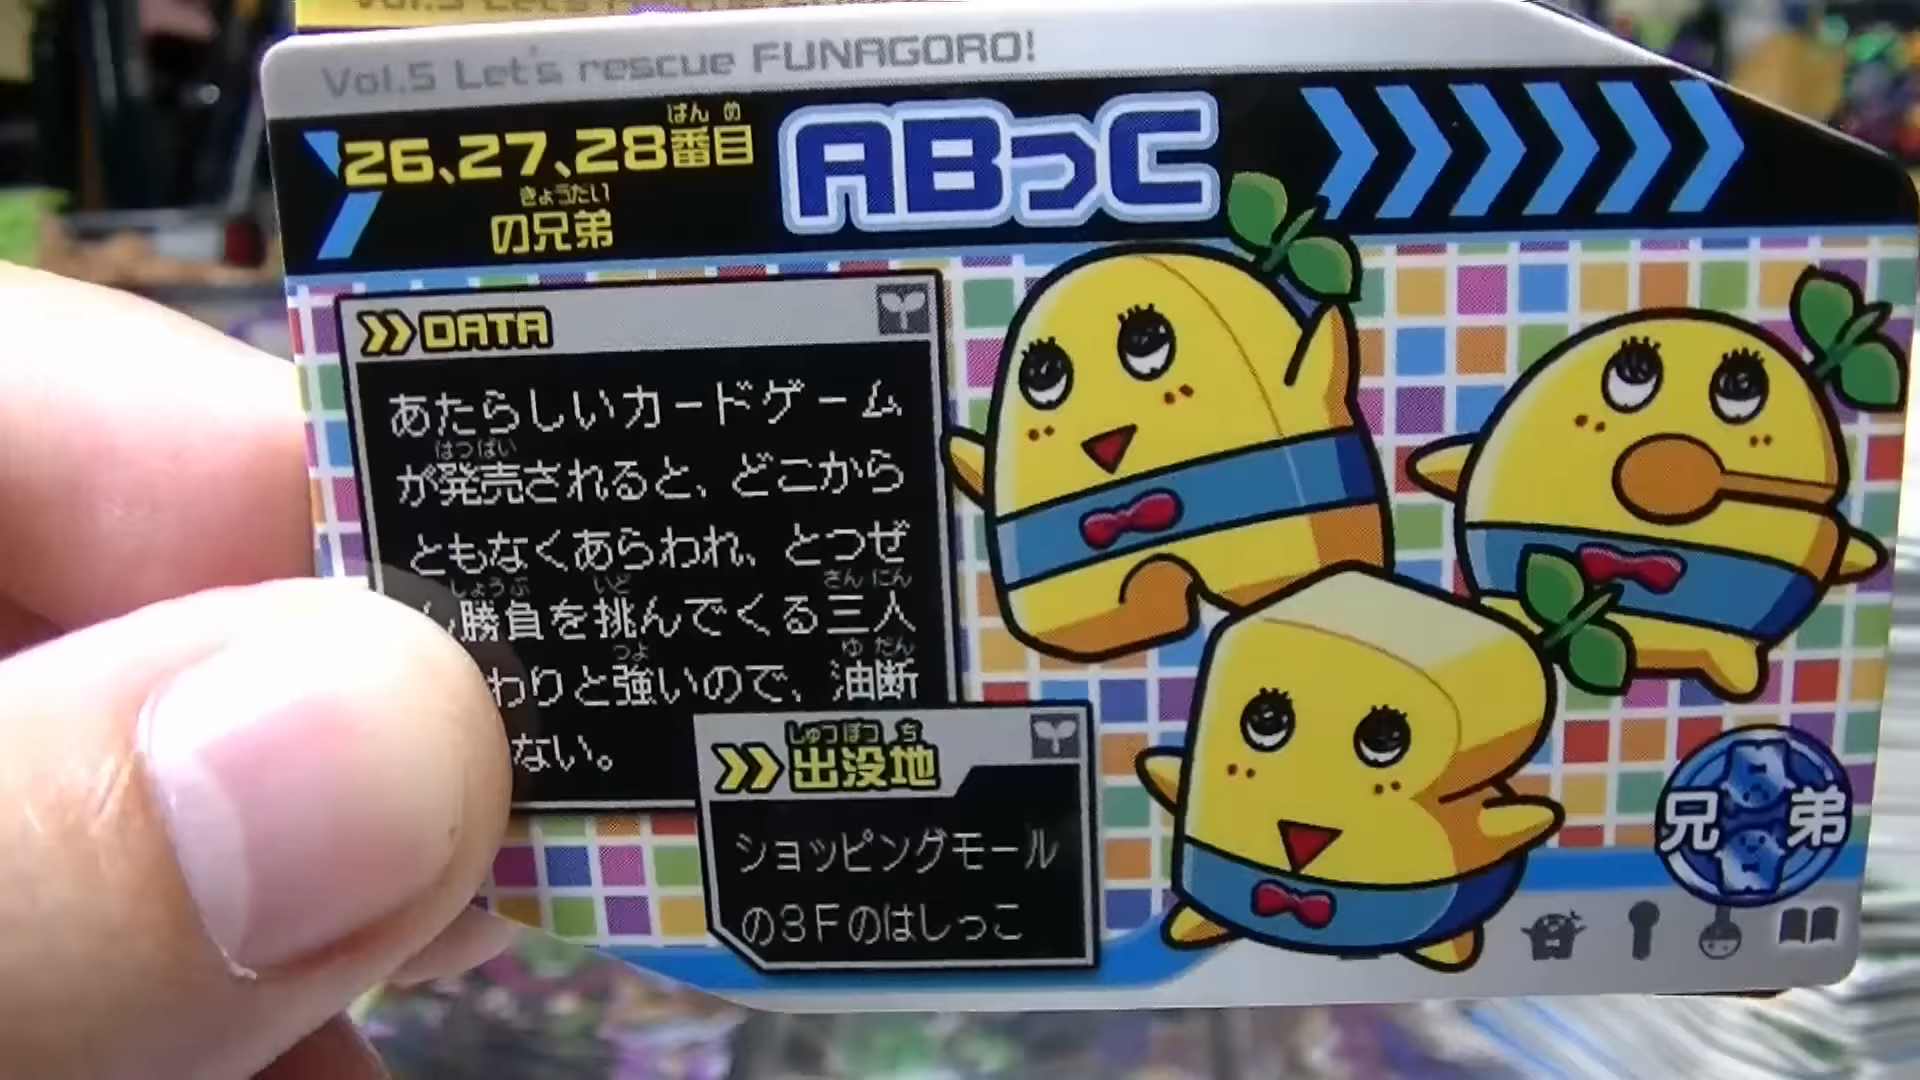 Vol.5 Let's rescue FUNAGORO!
ばん め
26、27、28番目
きょうだい
の兄弟
ABっC
DATA
あたらしいカードゲーム
はつばい
が発売されると、どこから
ともなくあらわれ、とつぜ
しょうぶ いど さん にん
勝負を挑んでくる三人
つよ ゆ だん
わりと強いので、油断
ない。
しゅつ ぼつ ち
出没地
ショッピングモール
の3Fのはしっこ
兄弟